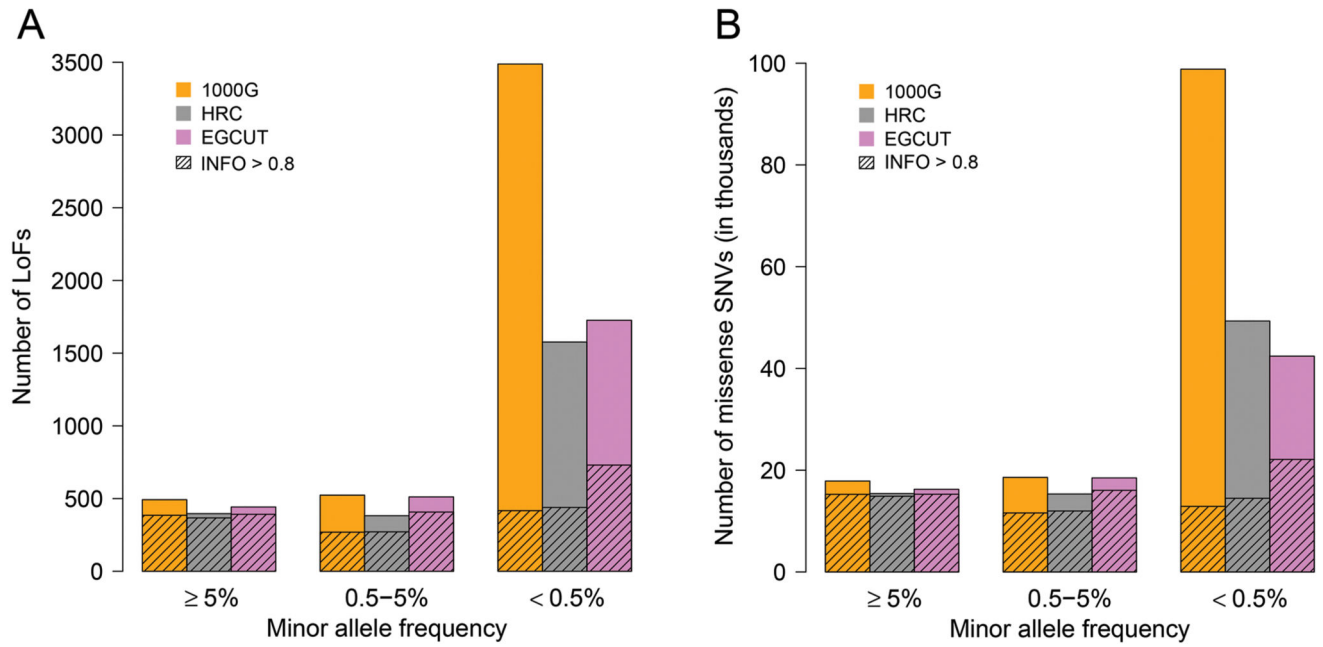 A
Number of LoFs
3500
3000
2500
2000
1500
1000
500
0
1000G
HRC
EGCUT
INFO > 0.8
≥ 5%
0.5−5%
< 0.5%
Minor allele frequency
B
Number of missense SNVs (in thousands)
100
80
60
40
20
0
1000G
HRC
EGCUT
INFO > 0.8
≥ 5%
0.5−5%
< 0.5%
Minor allele frequency